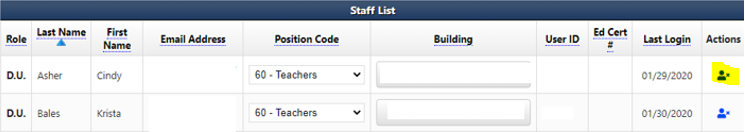 Staff List
Role Last Name First Name Email Address Position Code Building User ID Ed Cert # Last Login Actions
D.U. Asher Cindy 60 - Teachers 01/29/2020
D.U. Bales Krista 60 - Teachers 01/30/2020